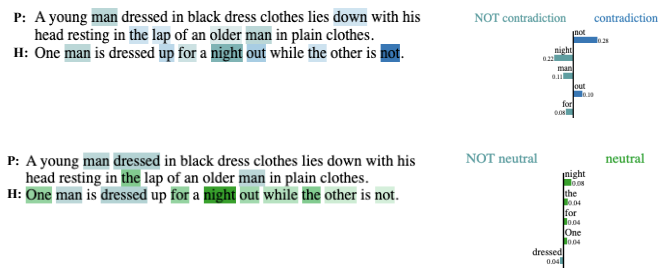 P: A young man dressed in black dress clothes lies down with his
head resting in the lap of an older man in plain clothes.
H: One man is dressed up for a night out while the other is not.
NOT contradiction contradiction
not
0.28
night
0.22
man
0.11
out
0.10
for
0.08
P: A young man dressed in black dress clothes lies down with his
head resting in the lap of an older man in plain clothes.
H: One man is dressed up for a night out while the other is not.
NOT neutral neutral
night
0.08
the
0.04
for
0.04
One
0.04
dressed
0.04